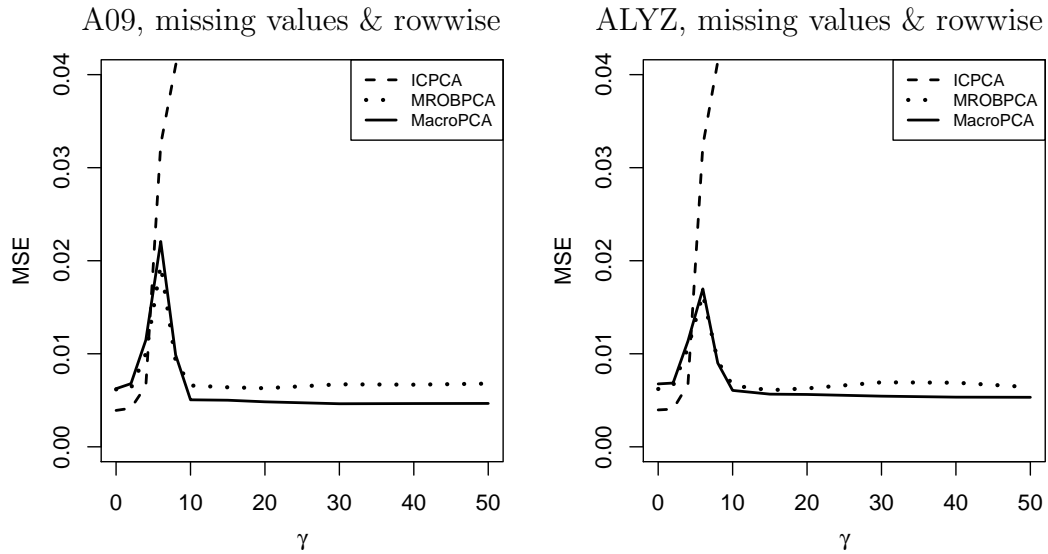 A09, missing values & rowwise
0.04
0.03
0.02
0.01
0.00
MSE
ICPCA
MROBPCA
MacroPCA
0 10 20 30 40 50
γ
ALYZ, missing values & rowwise
0.04
0.03
0.02
0.01
0.00
MSE
ICPCA
MROBPCA
MacroPCA
0 10 20 30 40 50
γ